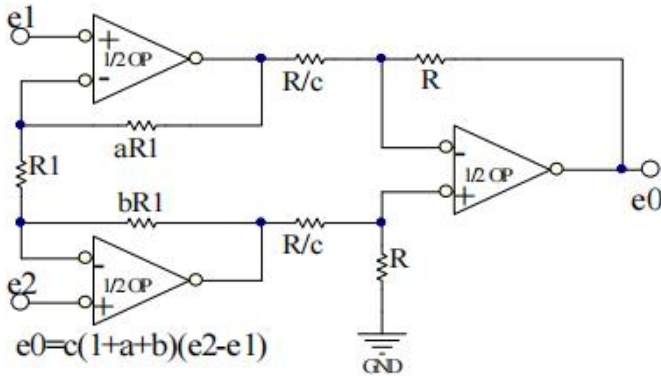 e1
+
-
1/2 OP
R/c
R
aR1
R1
-
+
1/2 OP
e0
bR1
R/c
R
e2
-
+
1/2 OP
e0=c(1+a+b)(e2-e1)
GND